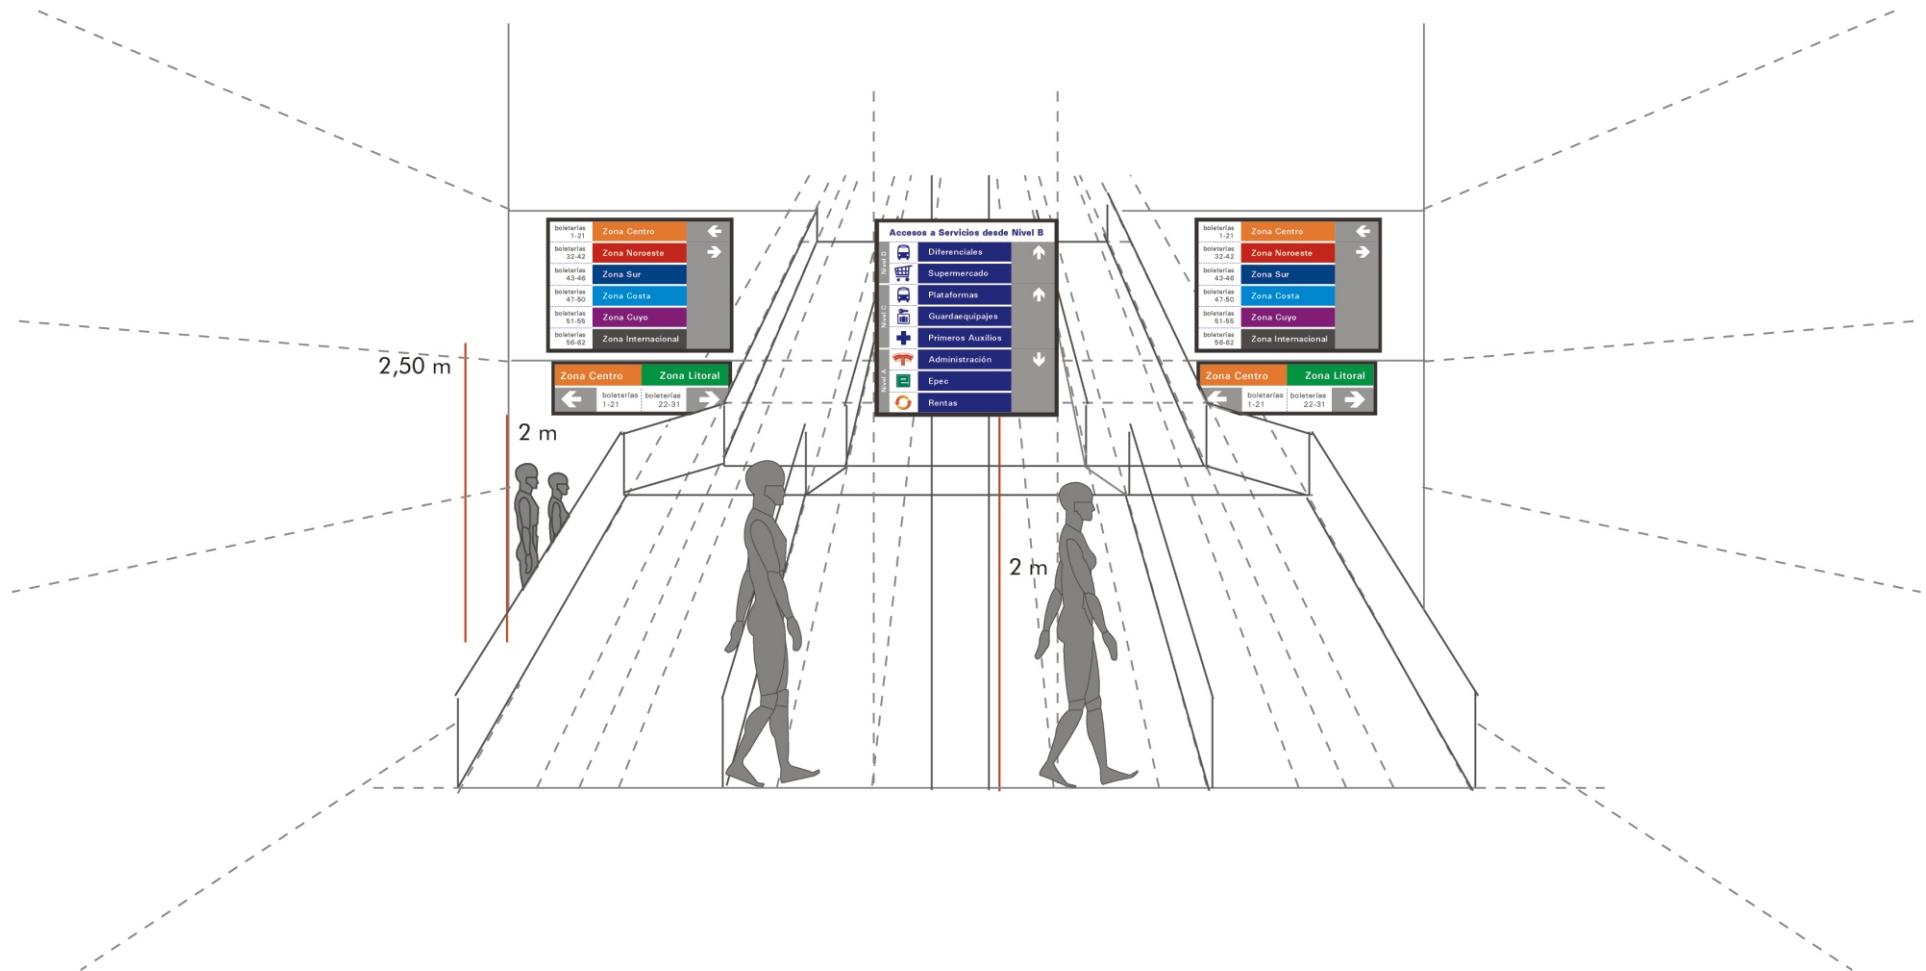 boleterías
1-21
Zona Centro
boleterías
32-42
Zona Noroeste
boleterías
43-46
Zona Sur
boleterías
47-50
Zona Costa
boleterías
51-55
Zona Cuyo
boleterías
56-62
Zona Internacional
Zona Centro Zona Litoral
boleterías boleterías
1-21 22-31
2,50 m
2 m
Accesos a Servicios desde Nivel B
Nivel D
Diferenciales
Supermercado
Nivel C
Plataformas
Guardaequipajes
Primeros Auxilios
Nivel A
Administración
Epec
Rentas
2 m
boleterías
1-21
Zona Centro
boleterías
32-42
Zona Noroeste
boleterías
43-46
Zona Sur
boleterías
47-50
Zona Costa
boleterías
51-55
Zona Cuyo
boleterías
56-62
Zona Internacional
Zona Centro Zona Litoral
boleterías boleterías
1-21 22-31